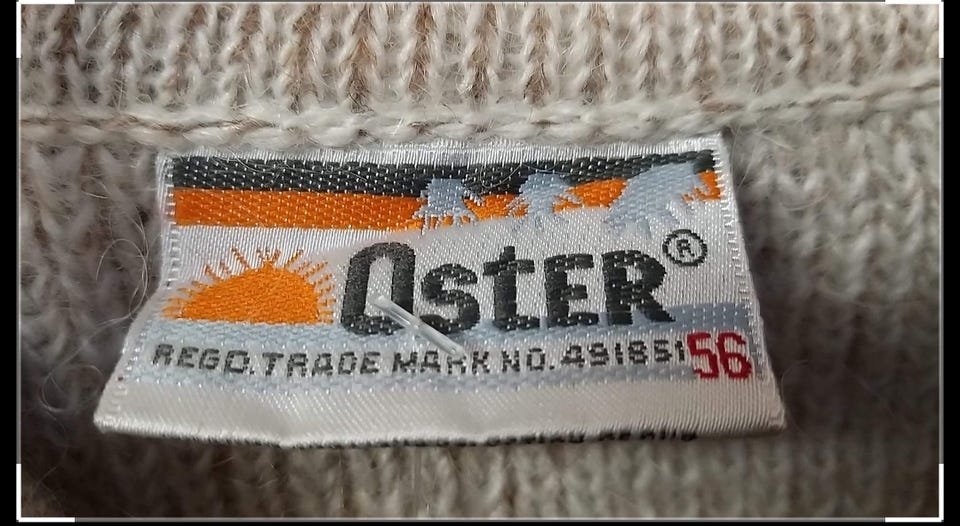 OstER®
REGD.TRADE MARK NO. 491851 56